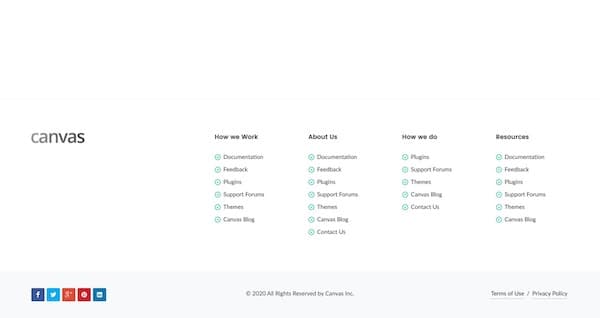 canvas
How we Work
Documentation
Feedback
Plugins
Support Forums
Themes
Canvas Blog
About Us
Documentation
Feedback
Plugins
Support Forums
Themes
Canvas Blog
Contact Us
How we do
Plugins
Support Forums
Themes
Canvas Blog
Contact Us
Resources
Documentation
Feedback
Plugins
Support Forums
Themes
Canvas Blog
© 2020 All Rights Reserved by Canvas Inc.
Terms of Use / Privacy Policy